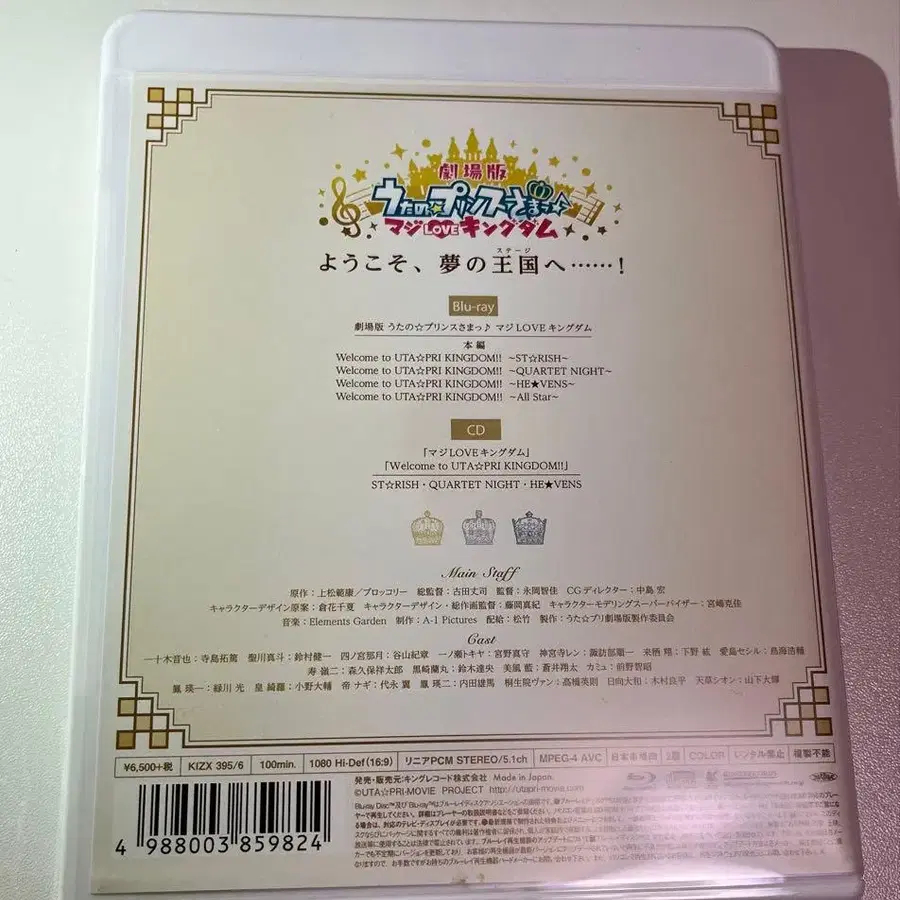 劇場版
うたの☆プリンスさまっ♪
マジLOVEキングダム
ステージ
ようこそ、夢の王国へ……!
Blu-ray
劇場版 うたの☆プリンスさまっ♪ マジLOVEキングダム
本編
Welcome to UTA☆PRI KINGDOM!! ~ST☆RISH~
Welcome to UTA☆PRI KINGDOM!! ~QUARTET NIGHT~
Welcome to UTA☆PRI KINGDOM!! ~HE★VENS~
Welcome to UTA☆PRI KINGDOM!! ~All Star~
CD
「マジLOVEキングダム」
「Welcome to UTA☆PRI KINGDOM!!」
ST☆RISH・QUARTET NIGHT・HE★VENS
Main Staff
原作：上松範康／ブロッコリー 総監督：古田丈司 監督：永岡智佳 CGディレクター：中島 宏
キャラクターデザイン原案：倉花千夏 キャラクターデザイン・総作画監督：藤岡真紀 キャラクターモデリングスーパーバイザー：宮嶋克佳
音楽：Elements Garden 制作：A-1 Pictures 配給：松竹 製作：うた☆プリ劇場版製作委員会
Cast
一十木音也：寺島拓篤 聖川真斗：鈴村健一 四ノ宮那月：谷山紀章 一ノ瀬トキヤ：宮野真守 神宮寺レン：諏訪部順一 来栖 翔：下野 紘 愛島セシル：鳥海浩輔
寿 嶺二：森久保祥太郎 黒崎蘭丸：鈴木達央 美風 藍：蒼井翔太 カミュ：前野智昭
鳳 瑛一：緑川 光 皇 綺羅：小野大輔 帝 ナギ：代永 翼 鳳 瑛二：内田雄馬 桐生院ヴァン：高橋英則 日向大和：木村良平 天草シオン：山下大輝
¥6,500+税 KIZX 395/6 100min. 1080 Hi-Def (16:9) リニアPCM STEREO/5.1ch MPEG-4 AVC 日本市場向 2層 COLOR レンタル禁止 複製不能
発売・販売元：キングレコード株式会社 Made in Japan.
©UTA☆PRI-MOVIE PROJECT http://utapri-movie.com
4 988003 859824